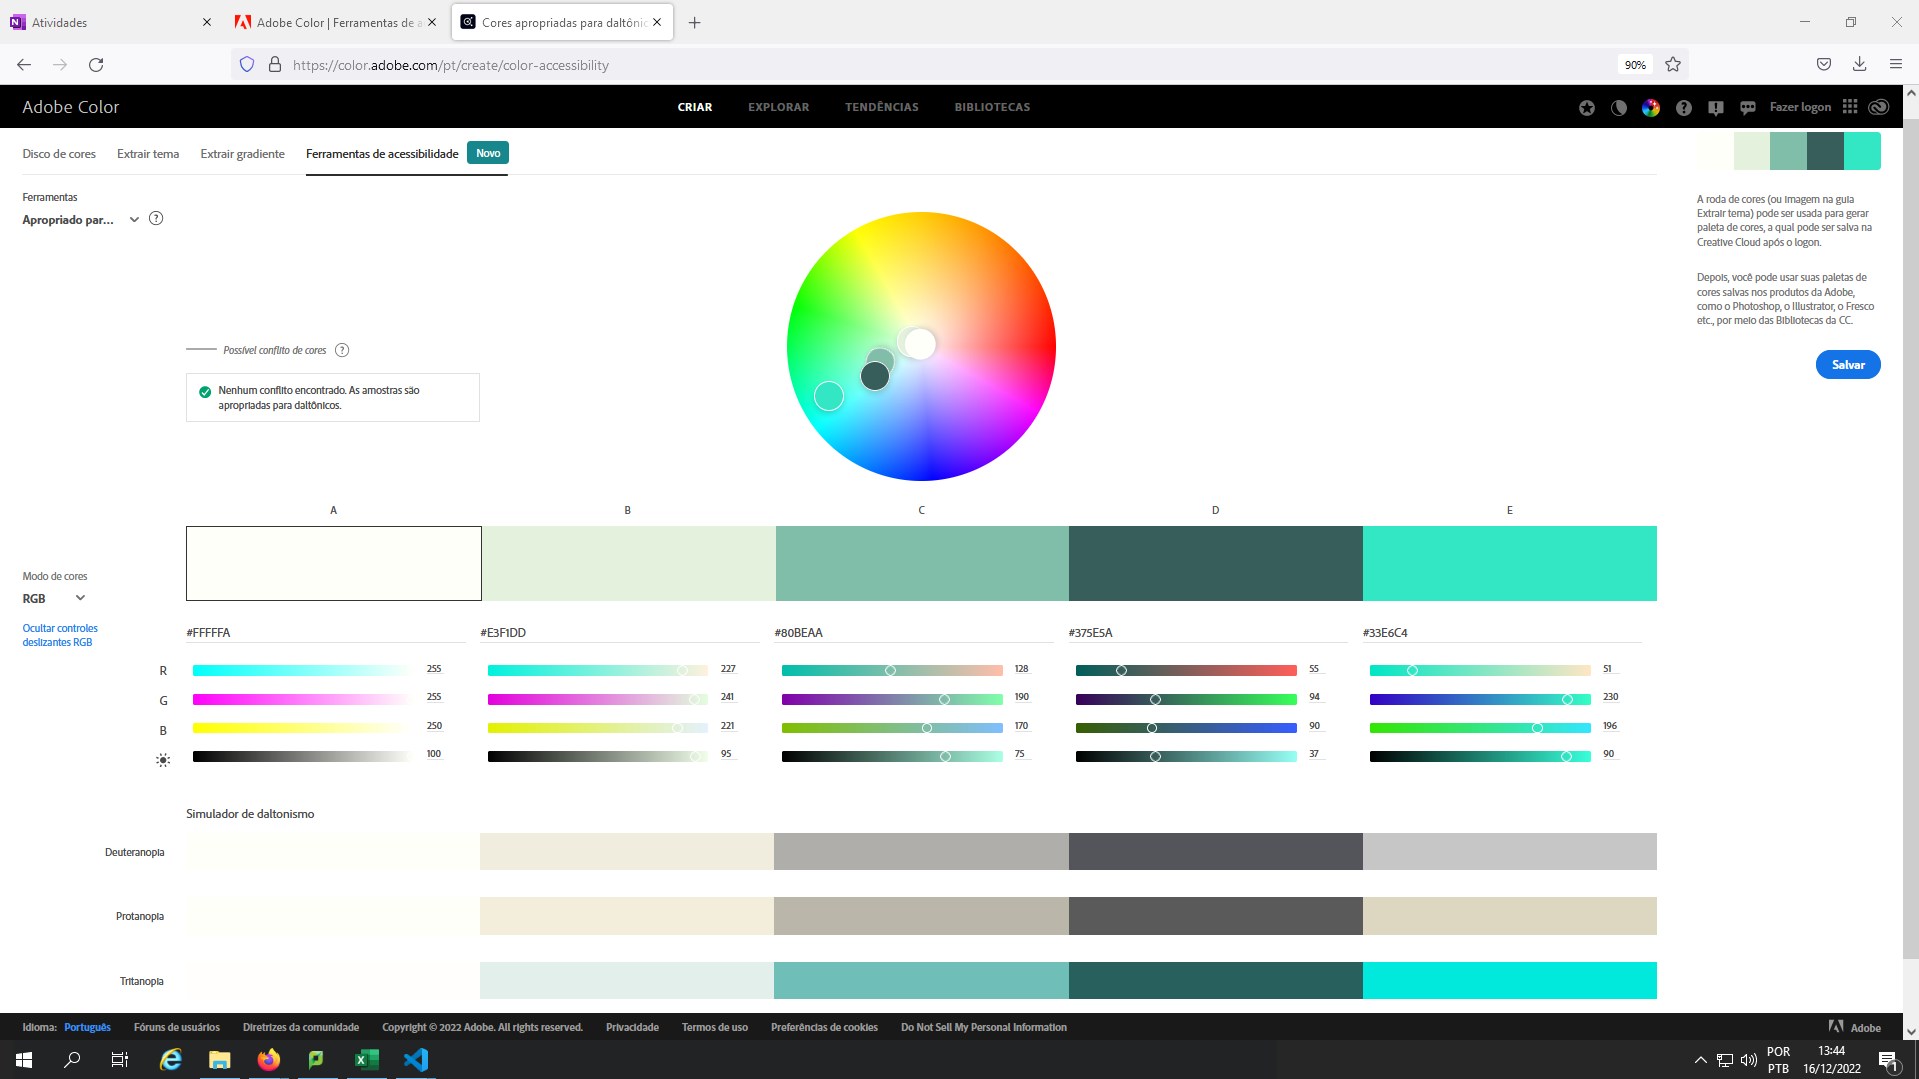 Atividades
Adobe Color | Ferramentas de a
Cores apropriadas para daltônic
https://color.adobe.com/pt/create/color-accessibility
90%
Adobe Color
CRIAR
EXPLORAR
TENDÊNCIAS
BIBLIOTECAS
Fazer logon
Disco de cores
Extrair tema
Extrair gradiente
Ferramentas de acessibilidade
Novo
Ferramentas
Apropriado par...
A roda de cores (ou imagem na guia
Extrair tema) pode ser usada para gerar
paleta de cores, a qual pode ser salva na
Creative Cloud após o logon.
Depois, você pode usar suas paletas de
cores salvas nos produtos da Adobe,
como o Photoshop, o Illustrator, o Fresco
etc., por meio das Bibliotecas da CC.
Salvar
Possível conflito de cores
Nenhum conflito encontrado. As amostras são
apropriadas para daltônicos.
A
B
C
D
E
Modo de cores
RGB
Ocultar controles
deslizantes RGB
#FFFFFA
#E3F1DD
#80BEAA
#375E5A
#33E6C4
R
255
227
128
55
51
G
255
241
190
94
230
B
250
221
170
90
196
100
95
75
37
90
Simulador de daltonismo
Deuteranopia
Protanopia
Tritanopia
Idioma: Português
Fóruns de usuários
Diretrizes da comunidade
Copyright © 2022 Adobe. All rights reserved.
Privacidade
Termos de uso
Preferências de cookies
Do Not Sell My Personal Information
Adobe
POR
PTB
13:44
16/12/2022
1